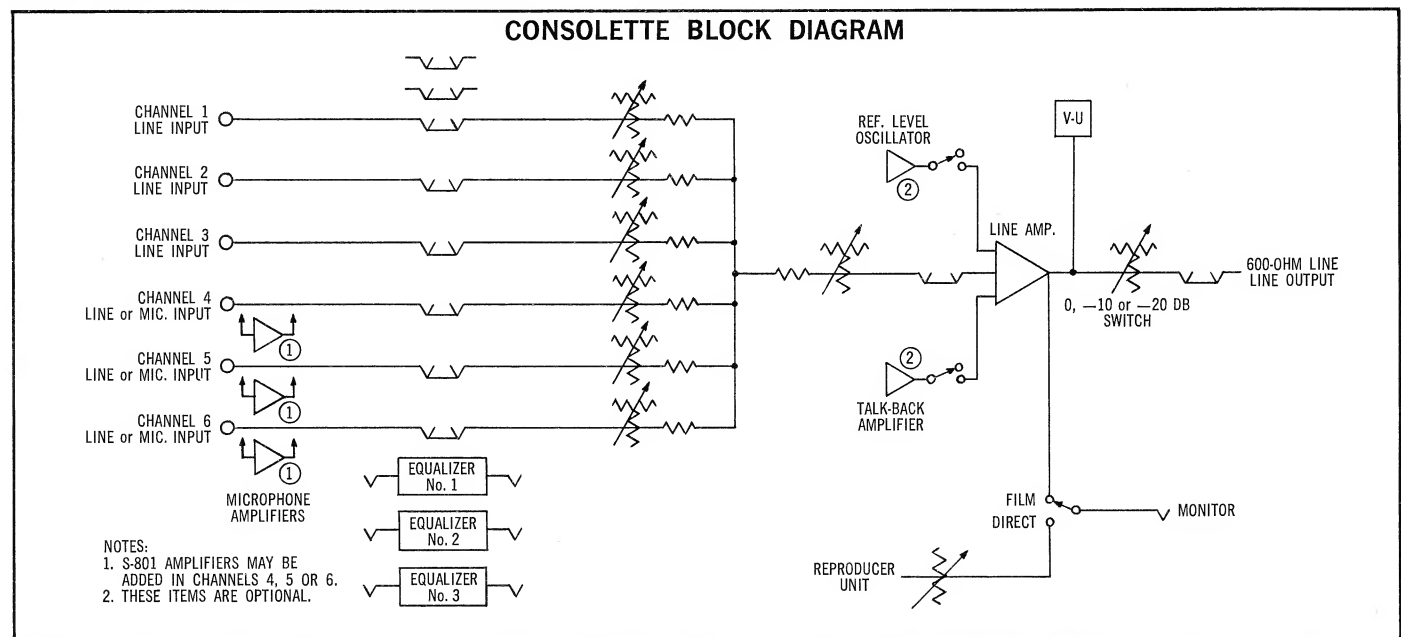 CONSOLETTE BLOCK DIAGRAM
CHANNEL 1
LINE INPUT
CHANNEL 2
LINE INPUT
CHANNEL 3
LINE INPUT
CHANNEL 4
LINE or MIC. INPUT
1
CHANNEL 5
LINE or MIC. INPUT
1
CHANNEL 6
LINE or MIC. INPUT
1
MICROPHONE
AMPLIFIERS
EQUALIZER
No. 1
EQUALIZER
No. 2
EQUALIZER
No. 3
NOTES:
1. S-801 AMPLIFIERS MAY BE
ADDED IN CHANNELS 4, 5 OR 6.
2. THESE ITEMS ARE OPTIONAL.
REF. LEVEL
OSCILLATOR
2
V-U
LINE AMP.
0, —10 or —20 DB
SWITCH
600-OHM LINE
LINE OUTPUT
2
TALK-BACK
AMPLIFIER
FILM
DIRECT
MONITOR
REPRODUCER
UNIT